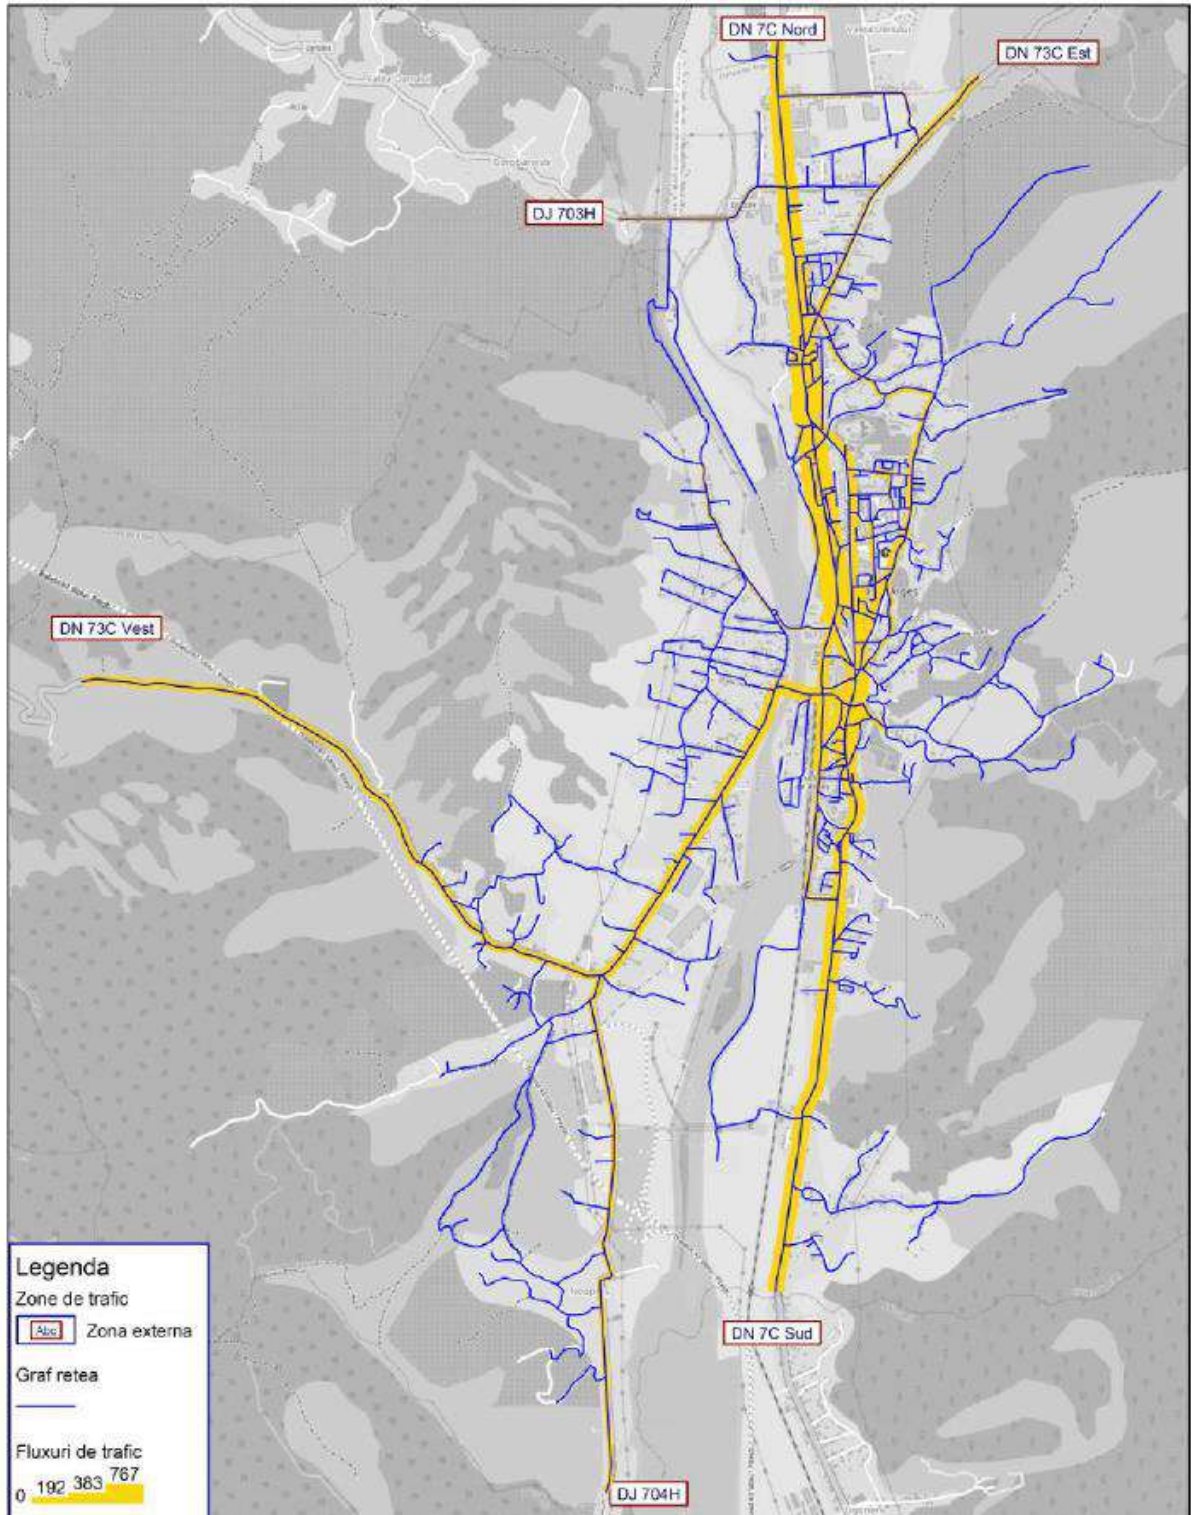 DN 7C Nord
DN 73C Est
DJ 703H
DN 73C Vest
DN 7C Sud
DJ 704H
Legenda
Zone de trafic
Abc Zona externa
Graf retea
Fluxuri de trafic
0 192 383 767